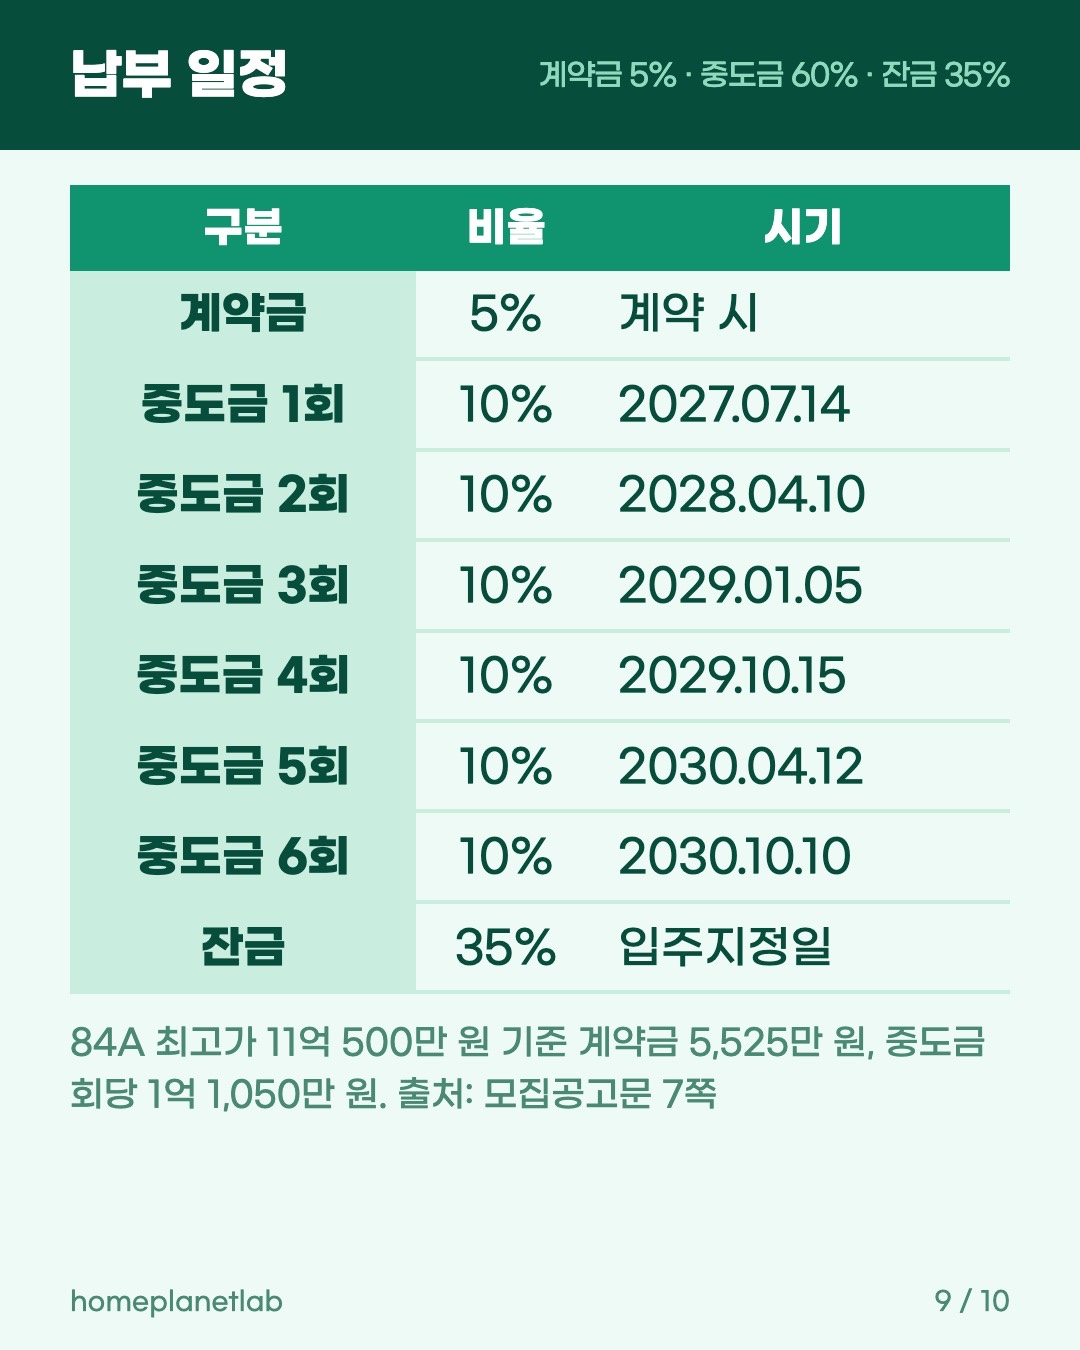 납부 일정
계약금 5% · 중도금 60% · 잔금 35%
구분 비율 시기
계약금 5% 계약 시
중도금 1회 10% 2027.07.14
중도금 2회 10% 2028.04.10
중도금 3회 10% 2029.01.05
중도금 4회 10% 2029.10.15
중도금 5회 10% 2030.04.12
중도금 6회 10% 2030.10.10
잔금 35% 입주지정일
84A 최고가 11억 500만 원 기준 계약금 5,525만 원, 중도금
회당 1억 1,050만 원. 출처: 모집공고문 7쪽
homeplanetlab
9 / 10